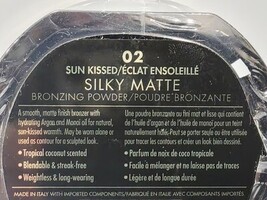 02
SUN KISSED/ÉCLAT ENSOLEILLÉ
SILKY MATTE
BRONZING POWDER/POUDRE BRONZANTE
A smooth, matte finish bronzer with
hydrating Argan and Monoi oil for natural,
sun-kissed warmth. May be worn alone or
used as contour for a sculpted look.
• Tropical coconut scented
• Blendable & streak-free
• Weightless & long-wearing
Une poudre bronzante au fini mat et lisse qui contient
de l'huile d'argan et de l'huile de monoï pour un teint
naturellement hâlé. Peut se porter seule ou être utilisée
pour tracer les contours et créer un look bien dessiné.
• Parfum de noix de coco tropicale
• Facile à mélanger et ne laisse pas de traces
• Légère et de longue durée
MADE IN ITALY WITH IMPORTED COMPONENTS/FABRIQUÉ EN ITALIE AVEC COMPOSANTS IMPORTÉS